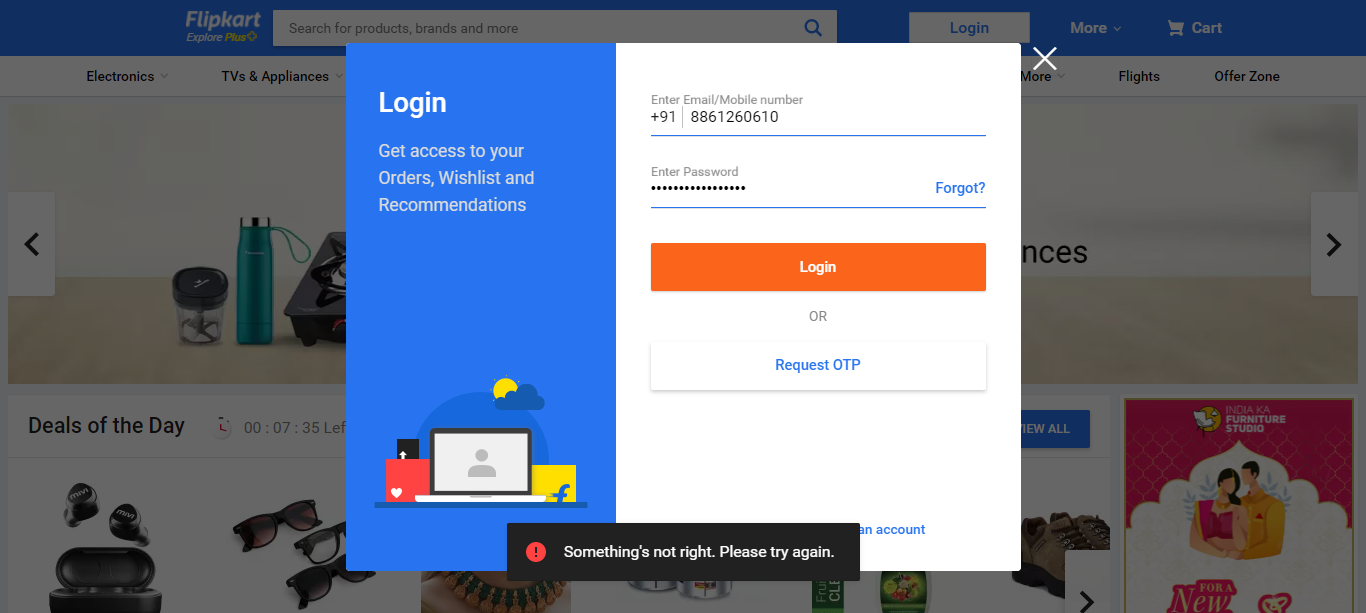 Flipkart
Explore Plus
Search for products, brands and more
Login
More
Cart
Electronics
TVs & Appliances
More
Flights
Offer Zone
Login
Get access to your
Orders, Wishlist and
Recommendations
Enter Email/Mobile number
+91 8861260610
Enter Password
Forgot?
Login
OR
Request OTP
an account
Something's not right. Please try again.
nces
Deals of the Day
00 : 07 : 35 Lef
IEW ALL
INDIA KA
FURNITURE
STUDIO
mivi
mivi
FOR A
New